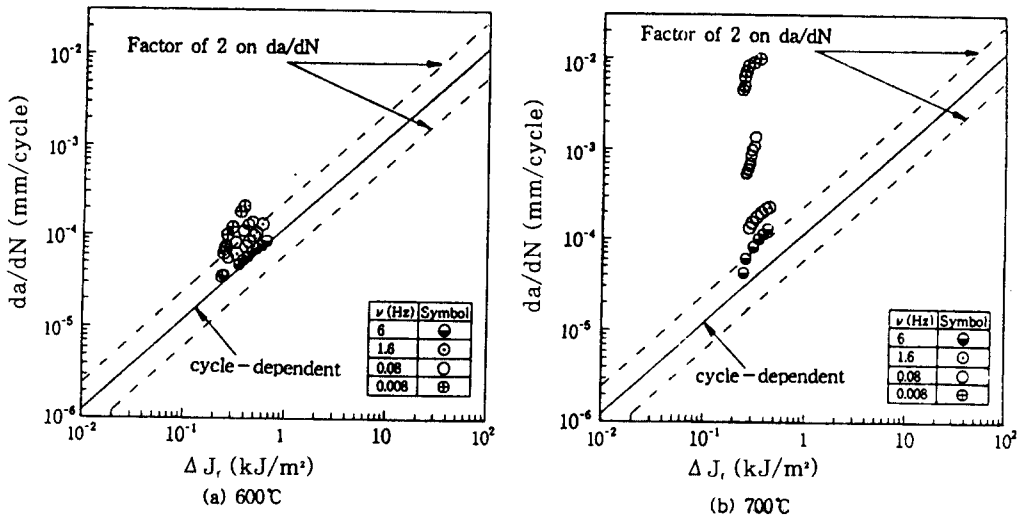 (a)
10⁻²
10⁻³
10⁻⁴
10⁻⁵
10⁻⁶
da/dN (mm/cycle)
Factor of 2 on da/dN
cycle-dependent
ν (Hz) Symbol
6
1.6
0.08
0.008
10⁻² 10⁻¹ 1 10 10²
Δ Jf (kJ/m²)
(a) 600℃
(b)
10⁻²
10⁻³
10⁻⁴
10⁻⁵
10⁻⁶
da/dN (mm/cycle)
Factor of 2 on da/dN
cycle-dependent
ν (Hz) Symbol
6
1.6
0.08
0.008
10⁻² 10⁻¹ 1 10 10²
Δ Jf (kJ/m²)
(b) 700℃